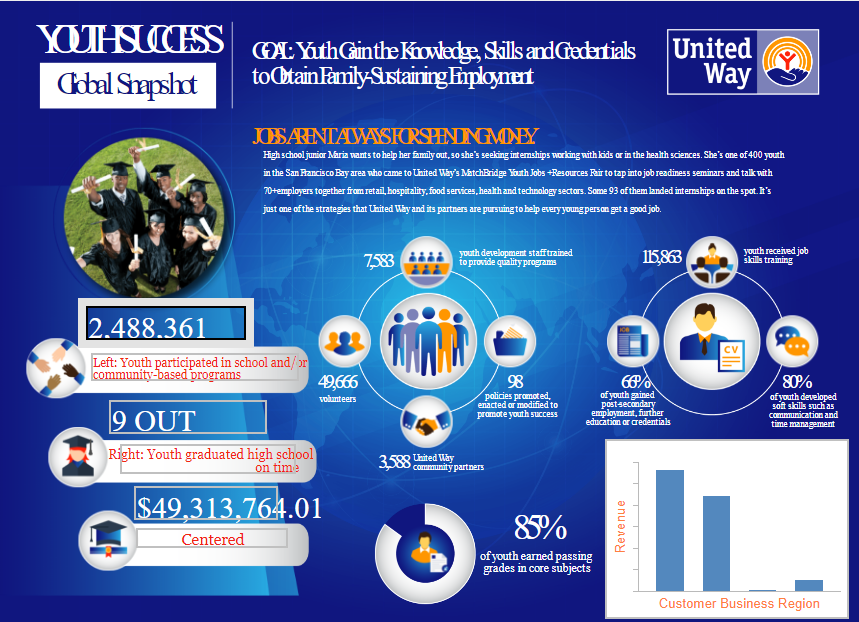 YOUTH SUCCESS
Global Snapshot
GOAL: Youth Gain the Knowledge, Skills and Credentials
to Obtain Family-Sustaining Employment
United
Way
JOBS AREN'T ALWAYS FOR SPENDING MONEY
High school junior Maria wants to help her family out, so she's seeking internships working with kids or in the health sciences. She's one of 400 youth
in the San Francisco Bay area who came to United Way's MatchBridge Youth Jobs +Resources Fair to tap into job readiness seminars and talk with
70+employers together from retail, hospitality, food services, health and technology sectors. Some 93 of them landed internships on the spot. It's
just one of the strategies that United Way and its partners are pursuing to help every young person get a good job.
2,488,361
Left: Youth participated in school and/or
community-based programs
9 OUT
Right: Youth graduated high school
on time
$49,313,764.01
Centered
7,583
youth development staff trained
to provide quality programs
49,666
volunteers
98
policies promoted,
enacted or modified to
promote youth success
3,588
United Way
community partners
115,863
youth received job
skills training
JOB
CV
66%
of youth gained
post-secondary
employment, further
education or credentials
80%
of youth developed
soft skills such as
communication and
time management
85%
of youth earned passing
grades in core subjects
Revenue
Customer Business Region